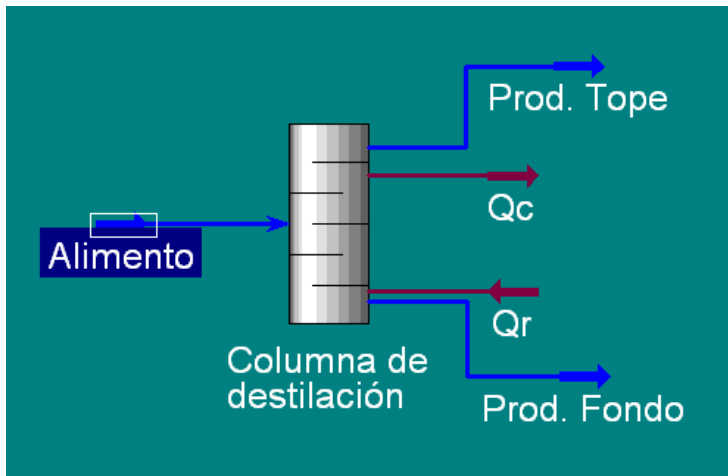 Prod. Tope
Qc
Alimento
Qr
Columna de
destilación
Prod. Fondo